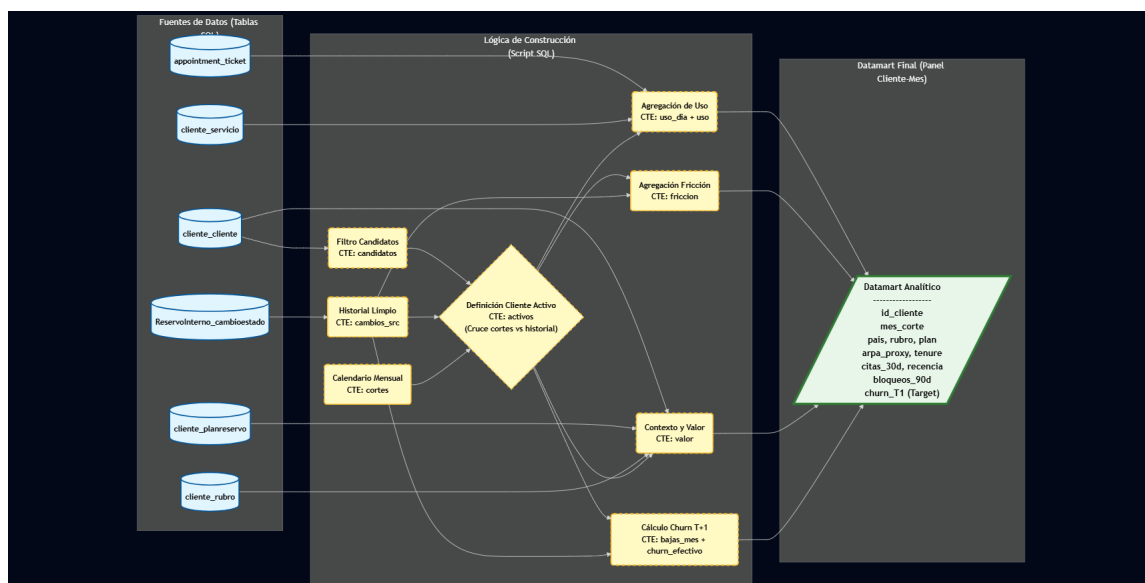 Fuentes de Datos (Tablas
SQL)
appointment_ticket
cliente_servicio
cliente_cliente
ReservoInterno_cambioestado
cliente_planreservo
cliente_rubro
Lógica de Construcción
(Script SQL)
Filtro Candidatos
CTE: candidatos
Historial Limpio
CTE: cambios_src
Calendario Mensual
CTE: cortes
Definición Cliente Activo
CTE: activos
(Cruce cortes vs historial)
Agregación de Uso
CTE: uso_dia + uso
Agregación Fricción
CTE: friccion
Contexto y Valor
CTE: valor
Cálculo Churn T+1
CTE: bajas_mes +
churn_efectivo
Datamart Final (Panel
Cliente-Mes)
Datamart Analítico
------------------
id_cliente
mes_corte
pais, rubro, plan
arpa_proxy, tenure
citas_30d, recencia
bloqueos_90d
churn_T1 (Target)